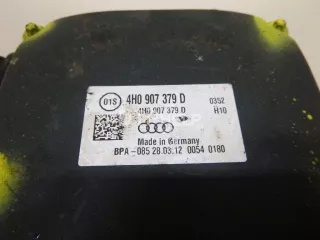 01S 4H0 907 379 D 0352
4H0 907 379 D H10
Made in Germany
BPA-085 28.03.12 0054 0180